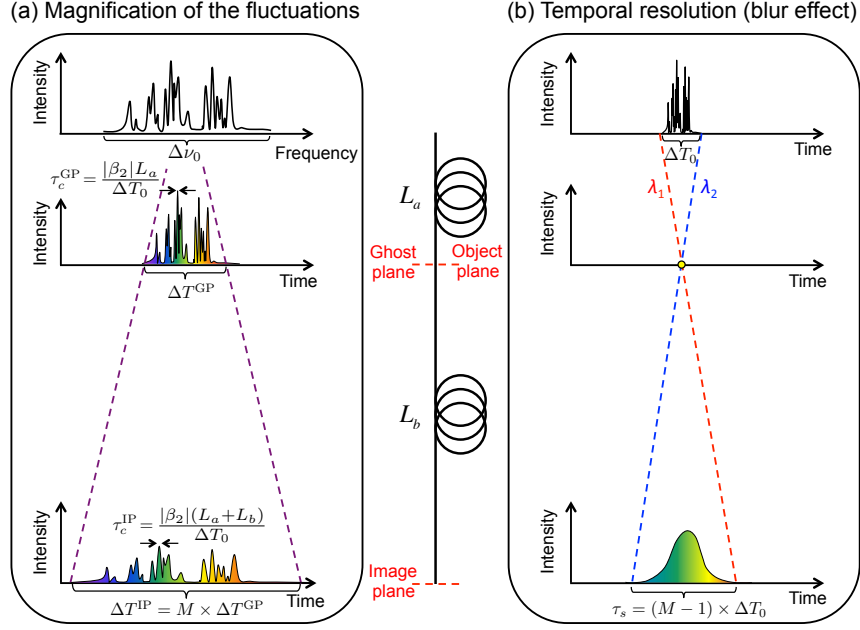 (a) Magnification of the fluctuations
Intensity
Δν₀
Frequency
τ_c^GP = |β₂|L_a / ΔT₀
Intensity
Time
ΔT^GP
τ_c^IP = |β₂|(L_a+L_b) / ΔT₀
Intensity
Time
ΔT^IP = M × ΔT^GP
L_a
Ghost plane
Object plane
L_b
Image plane
(b) Temporal resolution (blur effect)
Intensity
ΔT₀
Time
λ₁
λ₂
Intensity
Time
Intensity
Time
τ_s = (M − 1) × ΔT₀